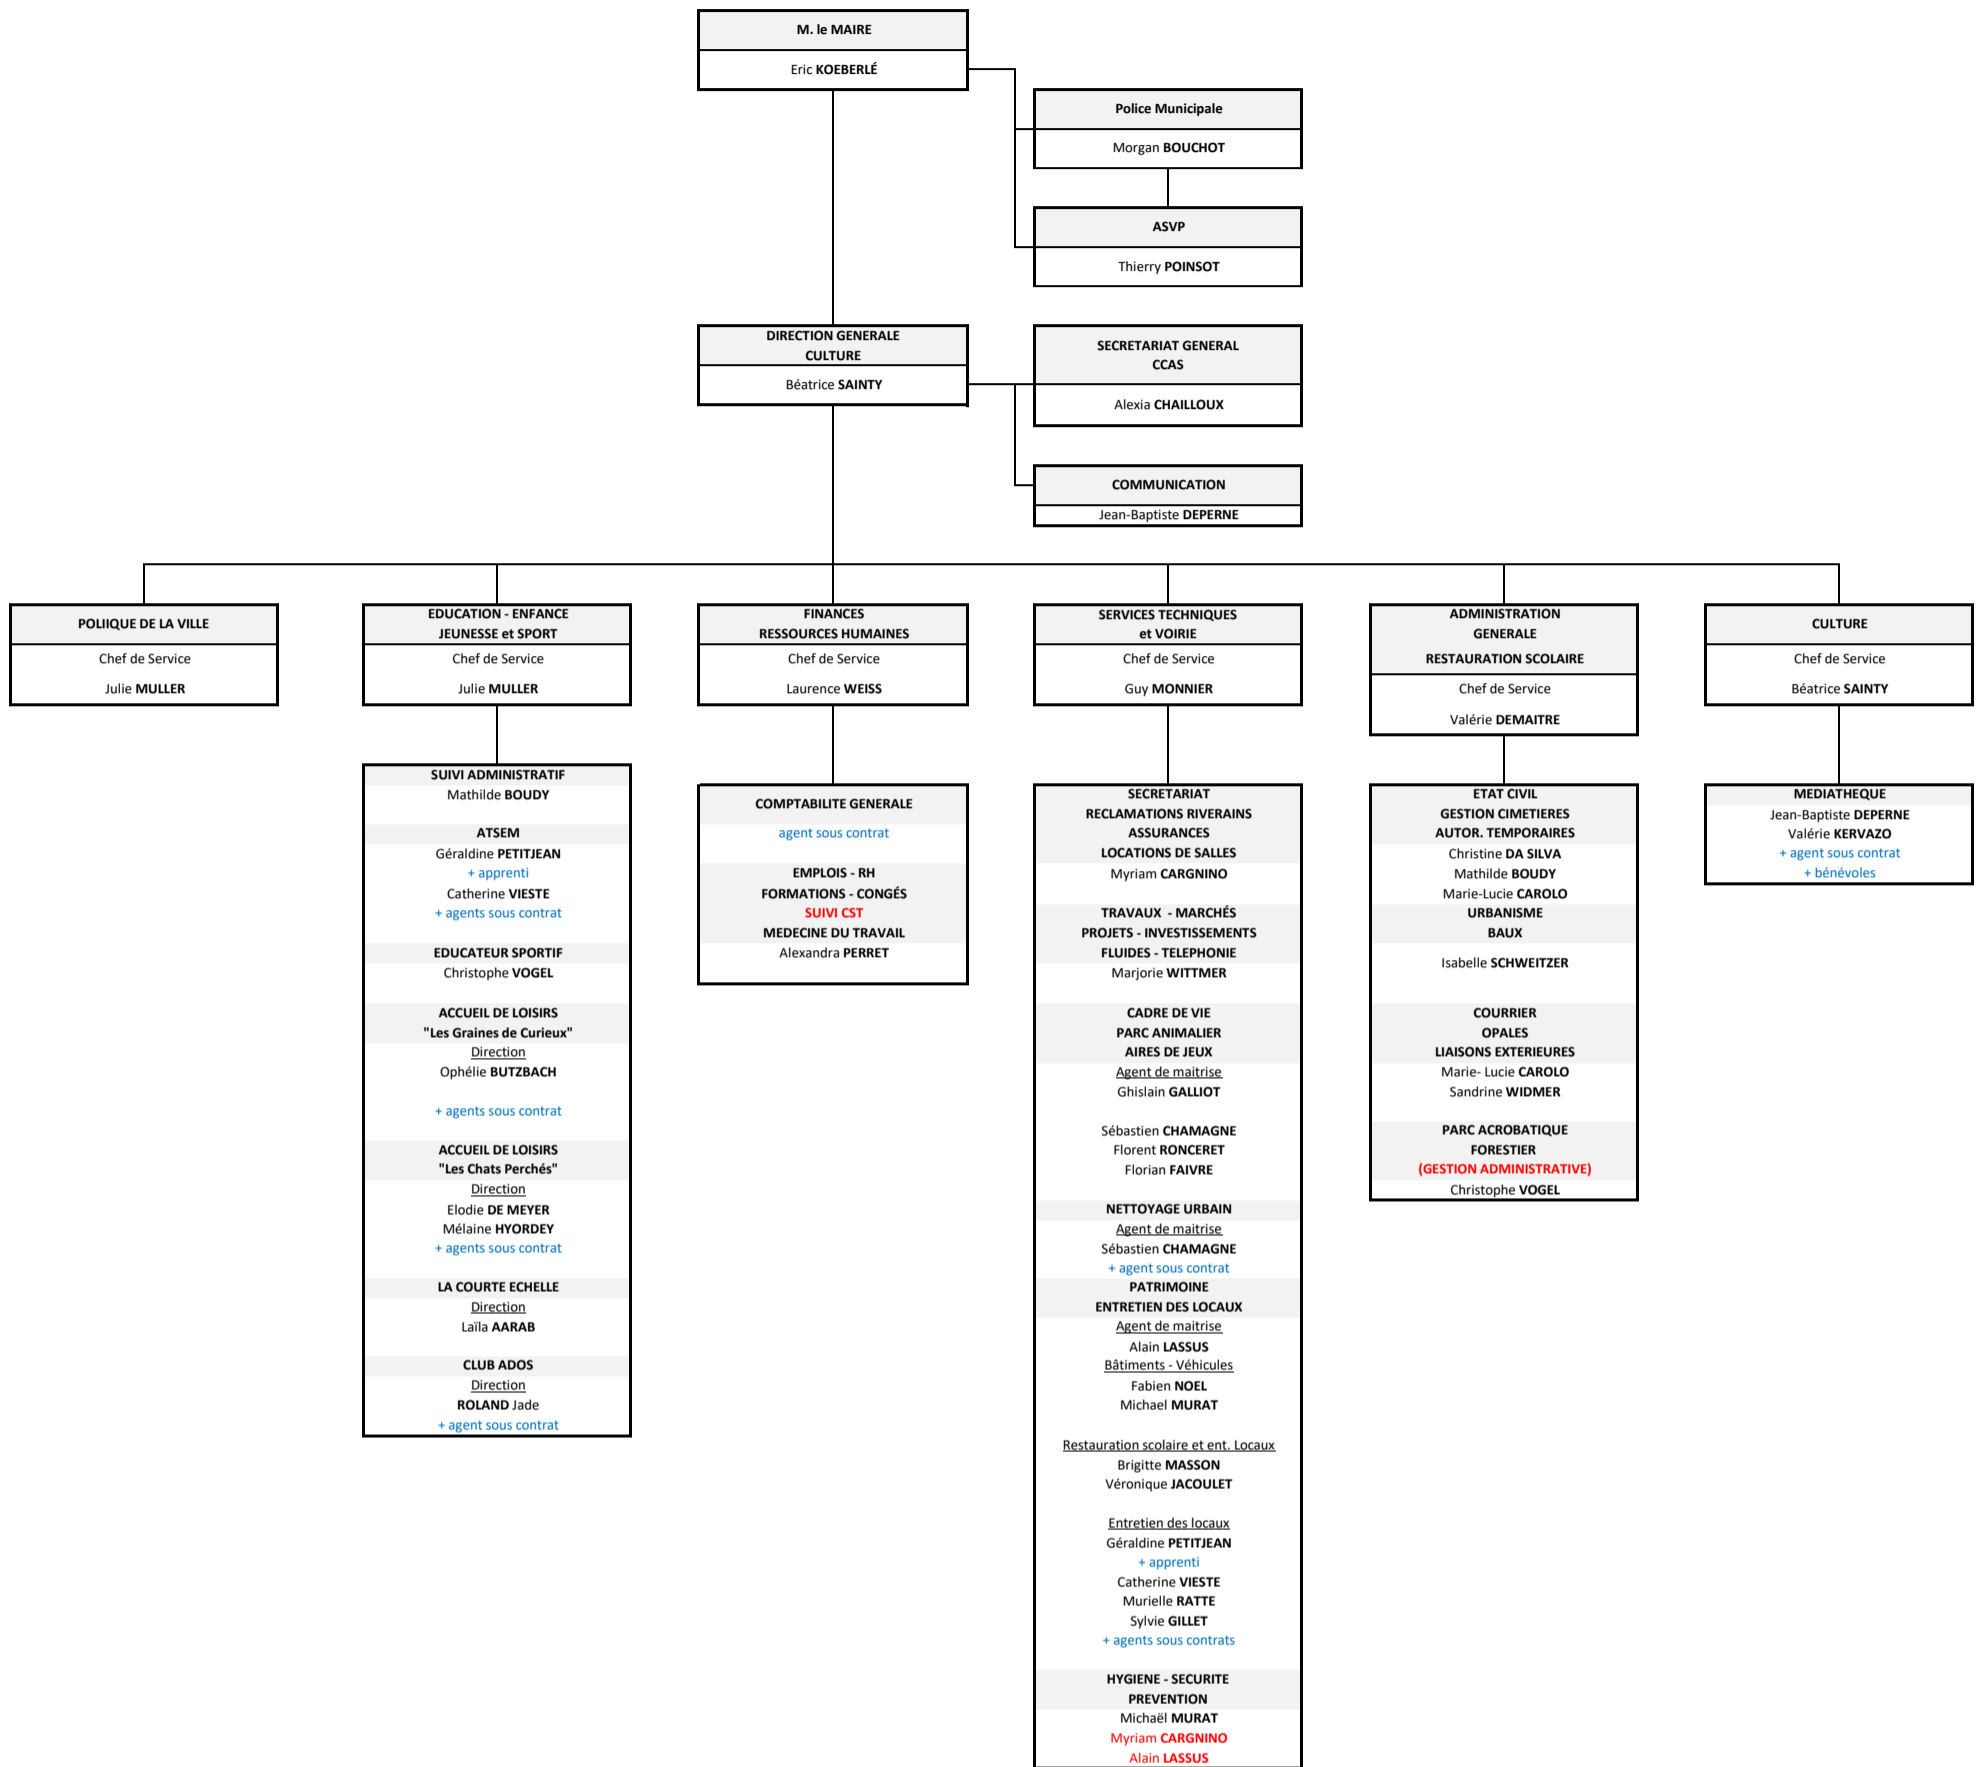 M. le MAIRE
Eric KOEBERLÉ
Police Municipale
Morgan BOUCHOT
ASVP
Thierry POINSOT
DIRECTION GENERALE
CULTURE
Béatrice SAINTY
SECRETARIAT GENERAL
CCAS
Alexia CHAILLOUX
COMMUNICATION
Jean-Baptiste DEPERNE
POLIIQUE DE LA VILLE
Chef de Service
Julie MULLER
EDUCATION - ENFANCE
JEUNESSE et SPORT
Chef de Service
Julie MULLER
SUIVI ADMINISTRATIF
Mathilde BOUDY
ATSEM
Géraldine PETITJEAN
+ apprenti
Catherine VIESTE
+ agents sous contrat
EDUCATEUR SPORTIF
Christophe VOGEL
ACCUEIL DE LOISIRS
"Les Graines de Curieux"
Direction
Ophélie BUTZBACH
+ agents sous contrat
ACCUEIL DE LOISIRS
"Les Chats Perchés"
Direction
Elodie DE MEYER
Mélaine HYORDEY
+ agents sous contrat
LA COURTE ECHELLE
Direction
Laïla AARAB
CLUB ADOS
Direction
ROLAND Jade
+ agent sous contrat
FINANCES
RESSOURCES HUMAINES
Chef de Service
Laurence WEISS
COMPTABILITE GENERALE
agent sous contrat
EMPLOIS - RH
FORMATIONS - CONGÉS
SUIVI CST
MEDECINE DU TRAVAIL
Alexandra PERRET
SERVICES TECHNIQUES
et VOIRIE
Chef de Service
Guy MONNIER
SECRETARIAT
RECLAMATIONS RIVERAINS
ASSURANCES
LOCATIONS DE SALLES
Myriam CARGNINO
TRAVAUX - MARCHÉS
PROJETS - INVESTISSEMENTS
FLUIDES - TELEPHONIE
Marjorie WITTMER
CADRE DE VIE
PARC ANIMALIER
AIRES DE JEUX
Agent de maitrise
Ghislain GALLIOT
Sébastien CHAMAGNE
Florent RONCERET
Florian FAIVRE
NETTOYAGE URBAIN
Agent de maitrise
Sébastien CHAMAGNE
+ agent sous contrat
PATRIMOINE
ENTRETIEN DES LOCAUX
Agent de maitrise
Alain LASSUS
Bâtiments - Véhicules
Fabien NOEL
Michael MURAT
Restauration scolaire et ent. Locaux
Brigitte MASSON
Véronique JACOULET
Entretien des locaux
Géraldine PETITJEAN
+ apprenti
Catherine VIESTE
Murielle RATTE
Sylvie GILLET
+ agents sous contrats
HYGIENE - SECURITE
PREVENTION
Michaël MURAT
Myriam CARGNINO
Alain LASSUS
ADMINISTRATION
GENERALE
RESTAURATION SCOLAIRE
Chef de Service
Valérie DEMAITRE
ETAT CIVIL
GESTION CIMETIERES
AUTOR. TEMPORAIRES
Christine DA SILVA
Mathilde BOUDY
Marie-Lucie CAROLO
URBANISME
BAUX
Isabelle SCHWEITZER
COURRIER
OPALES
LIAISONS EXTERIEURES
Marie- Lucie CAROLO
Sandrine WIDMER
PARC ACROBATIQUE
FORESTIER
(GESTION ADMINISTRATIVE)
Christophe VOGEL
CULTURE
Chef de Service
Béatrice SAINTY
MEDIATHEQUE
Jean-Baptiste DEPERNE
Valérie KERVAZO
+ agent sous contrat
+ bénévoles